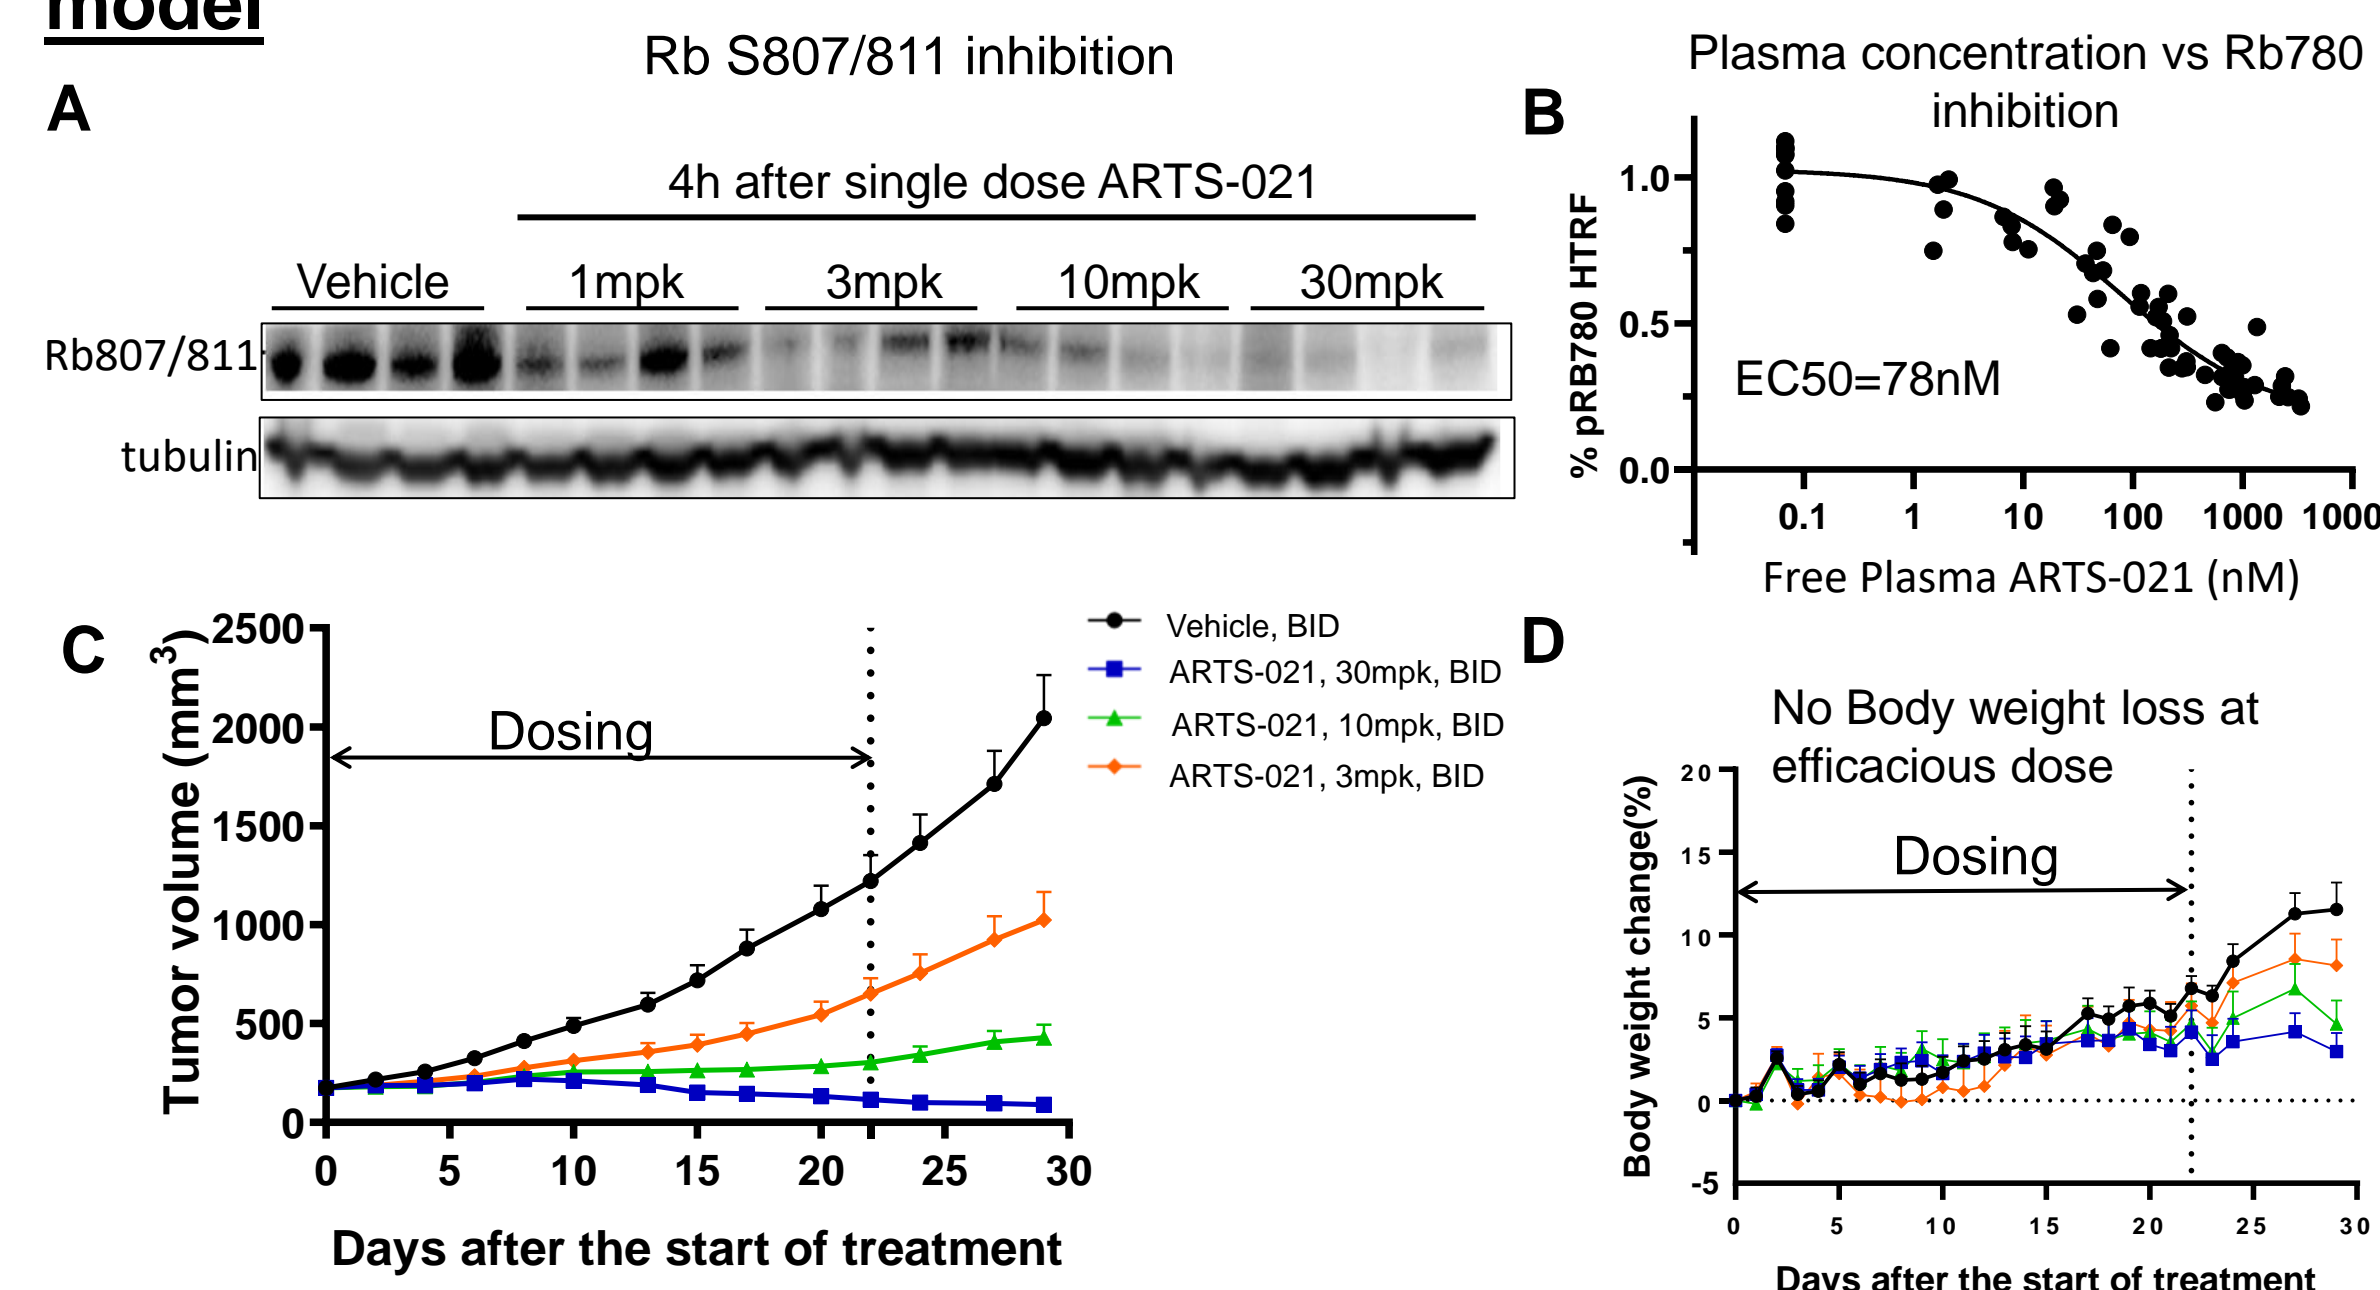 model
Rb S807/811 inhibition
A
4h after single dose ARTS-021
Vehicle 1mpk 3mpk 10mpk 30mpk
Rb807/811
tubulin
Plasma concentration vs Rb780
inhibition
B
% pRB780 HTRF
1.0
0.5
0.0
EC50=78nM
0.1 1 10 100 1000 1000
Free Plasma ARTS-021 (nM)
C
Tumor volume (mm³)
2500
2000
1500
1000
500
0
Dosing
0 5 10 15 20 25 30
Days after the start of treatment
Vehicle, BID
ARTS-021, 30mpk, BID
ARTS-021, 10mpk, BID
ARTS-021, 3mpk, BID
D
No Body weight loss at
efficacious dose
Body weight change(%)
20
15
10
5
0
-5
Dosing
0 5 10 15 20 25 30
Days after the start of treatment